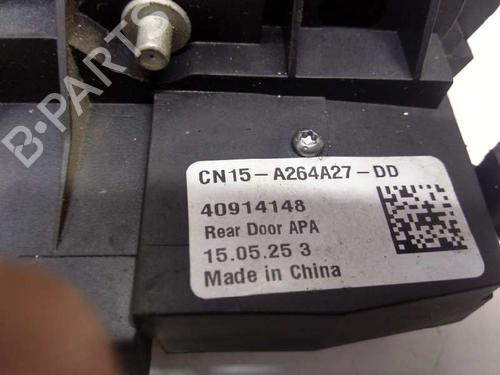 B-PARTS
CN15-A264A27-DD
40914148
Rear Door APA
15.05.25 3
Made in China